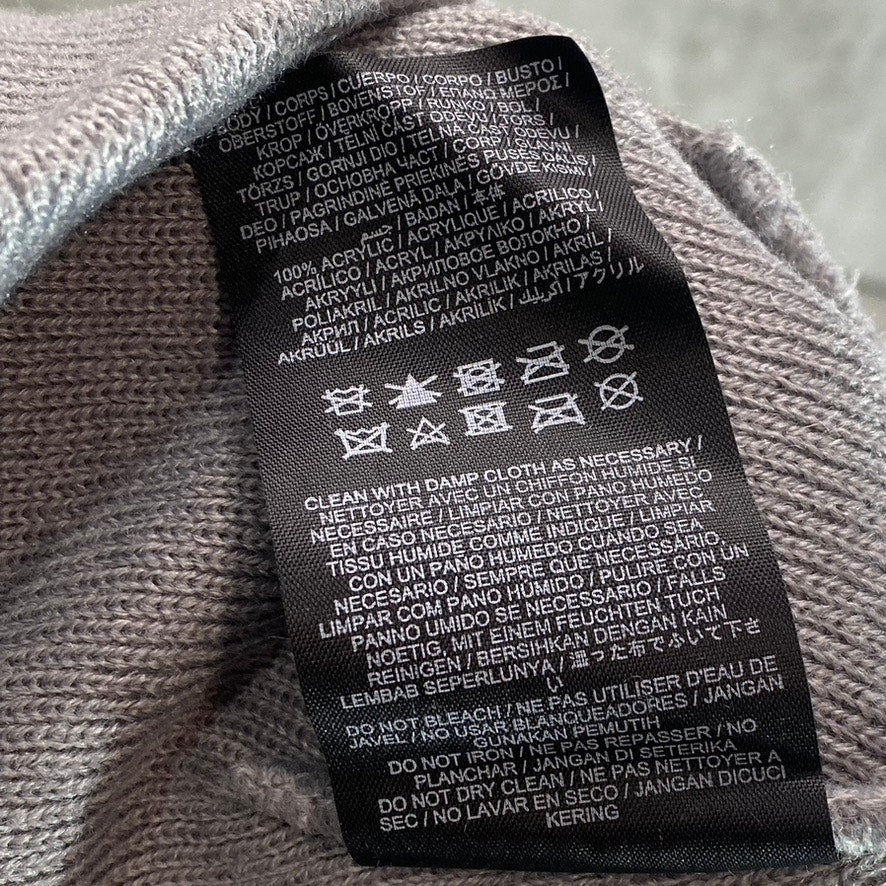 BODY / CORPS / CUERPO / CORPO / BUSTO /
OBERSTOFF / BOVENSTOF / ΕΠΑΝΩ ΜΕΡΟΣ /
KROP / ÖVERKROPP / RUNKO / BOL /
КОРСАЖ / TĚLNÍ ČÁST ODĚVU / TORS /
TÖRZS / GORNJI DIO / TELNÁ ČASŤ ODEVU /
TRUP / ОСНОВНА ЧАСТ / CORP / GLAVNI
DEO / PAGRINDINĖ PRIEKINĖS PUSĖS DALIS /
PIHAOSA / GALVENĀ DAĻA / GÖVDE KISMI /
جسم / BADAN / 本体
100% ACRYLIC / ACRYLIQUE / ACRILICO /
ACRÍLICO / ACRYL / ΑΚΡΥΛΙΚΟ / AKRYL /
AKRYYLI / АКРИЛОВОЕ ВОЛОКНО / AKRIL /
POLIAKRIL / AKRILNO VLAKNO / AKRIL /
АКРИЛ / ACRILIC / AKRILIK / AKRILAS /
AKRÜÜL / AKRILS / AKRILIK / اكريليك / アクリル
CLEAN WITH DAMP CLOTH AS NECESSARY /
NETTOYER AVEC UN CHIFFON HUMIDE SI
NECESSAIRE / LIMPIAR CON PANO HUMEDO
EN CASO NECESARIO / NETTOYER AVEC
TISSU HUMIDE COMME INDIQUE / LIMPIAR
CON UN PANO HUMEDO CUANDO SEA
NECESARIO / SEMPRE QUE NECESSÁRIO,
LIMPAR COM PANO HÚMIDO / PULIRE CON UN
PANNO UMIDO SE NECESSARIO / FALLS
NOETIG, MIT EINEM FEUCHTEN TUCH
REINIGEN / BERSIHKAN DENGAN KAIN
LEMBAB SEPERLUNYA / 湿った布でふいて下さ
い
DO NOT BLEACH / NE PAS UTILISER D'EAU DE
JAVEL / NO USAR BLANQUEADORES / JANGAN
GUNAKAN PEMUTIH
DO NOT IRON / NE PAS REPASSER / NO
PLANCHAR / JANGAN DI SETERIKA
DO NOT DRY CLEAN / NE PAS NETTOYER A
SEC / NO LAVAR EN SECO / JANGAN DICUCI
KERING